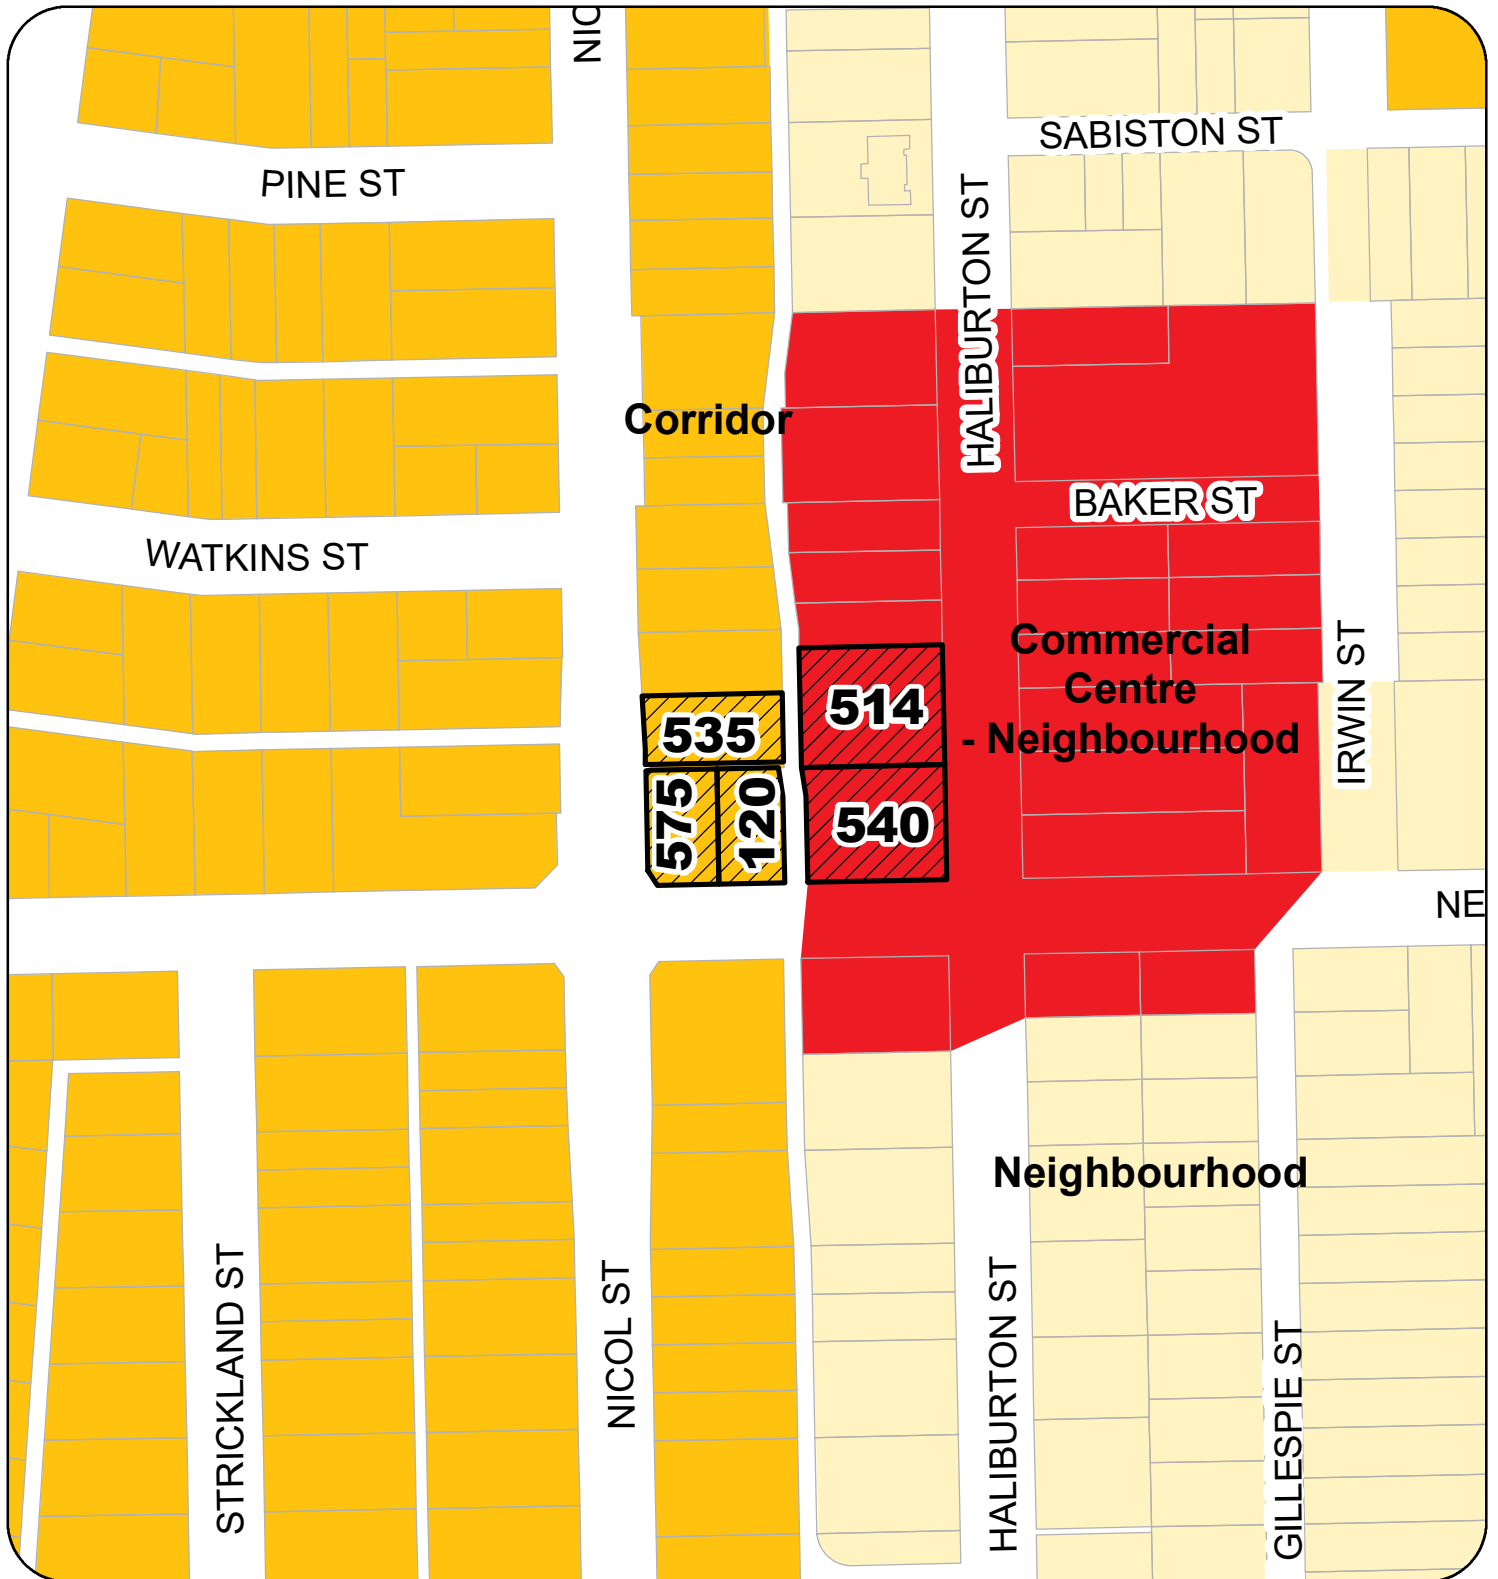 NIC
SABISTON ST
PINE ST
HALIBURTON ST
Corridor
BAKER ST
WATKINS ST
Commercial
Centre
- Neighbourhood
IRWIN ST
514
535
575
120
540
NE
Neighbourhood
STRICKLAND ST
NICOL ST
HALIBURTON ST
GILLESPIE ST